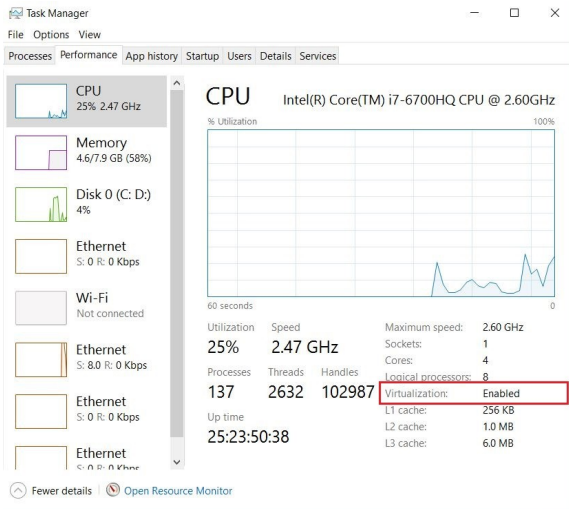 Task Manager
File Options View
Processes Performance App history Startup Users Details Services
CPU
25% 2.47 GHz
Memory
4.6/7.9 GB (58%)
Disk 0 (C: D:)
4%
Ethernet
S: 0 R: 0 Kbps
Wi-Fi
Not connected
Ethernet
S: 8.0 R: 0 Kbps
Ethernet
S: 0 R: 0 Kbps
Ethernet
S: 0 R: 0 Kbps
CPU Intel(R) Core(TM) i7-6700HQ CPU @ 2.60GHz
% Utilization 100%
60 seconds 0
Utilization Speed
25% 2.47 GHz
Processes Threads Handles
137 2632 102987
Up time
25:23:50:38
Maximum speed: 2.60 GHz
Sockets: 1
Cores: 4
Logical processors: 8
Virtualization: Enabled
L1 cache: 256 KB
L2 cache: 1.0 MB
L3 cache: 6.0 MB
Fewer details Open Resource Monitor